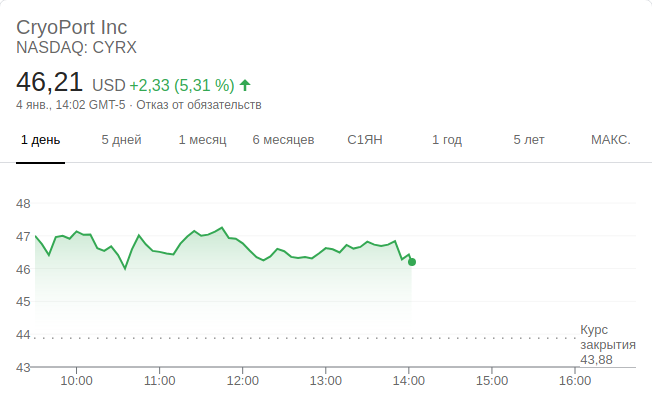 CryoPort Inc
NASDAQ: CYRX
46,21 USD +2,33 (5,31 %)
4 янв., 14:02 GMT-5 · Отказ от обязательств
1 день 5 дней 1 месяц 6 месяцев С1ЯН 1 год 5 лет МАКС.
48
47
46
45
44
Курс
закрытия
43,88
43
10:00 11:00 12:00 13:00 14:00 15:00 16:00